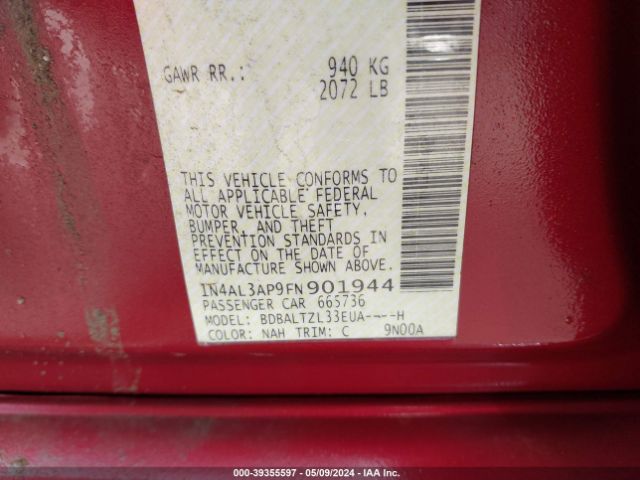 GAWR RR.: 940 KG
2072 LB
THIS VEHICLE CONFORMS TO
ALL APPLICABLE FEDERAL
MOTOR VEHICLE SAFETY,
BUMPER, AND THEFT
PREVENTION STANDARDS IN
EFFECT ON THE DATE OF
MANUFACTURE SHOWN ABOVE.
1N4AL3AP9FN901944
PASSENGER CAR 665736
MODEL: BDBALTZL33EUA----H
COLOR: NAH TRIM: C 9N00A
000-39355597 - 05/09/2024 - IAA Inc.